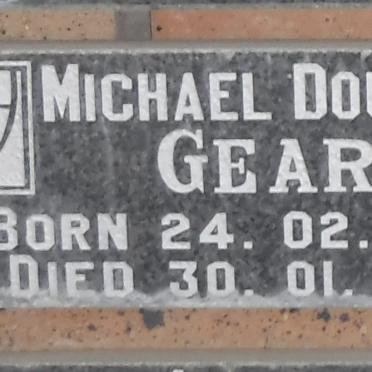 MICHAEL DOU
GEAR
BORN 24. 02.
DIED 30. 01.